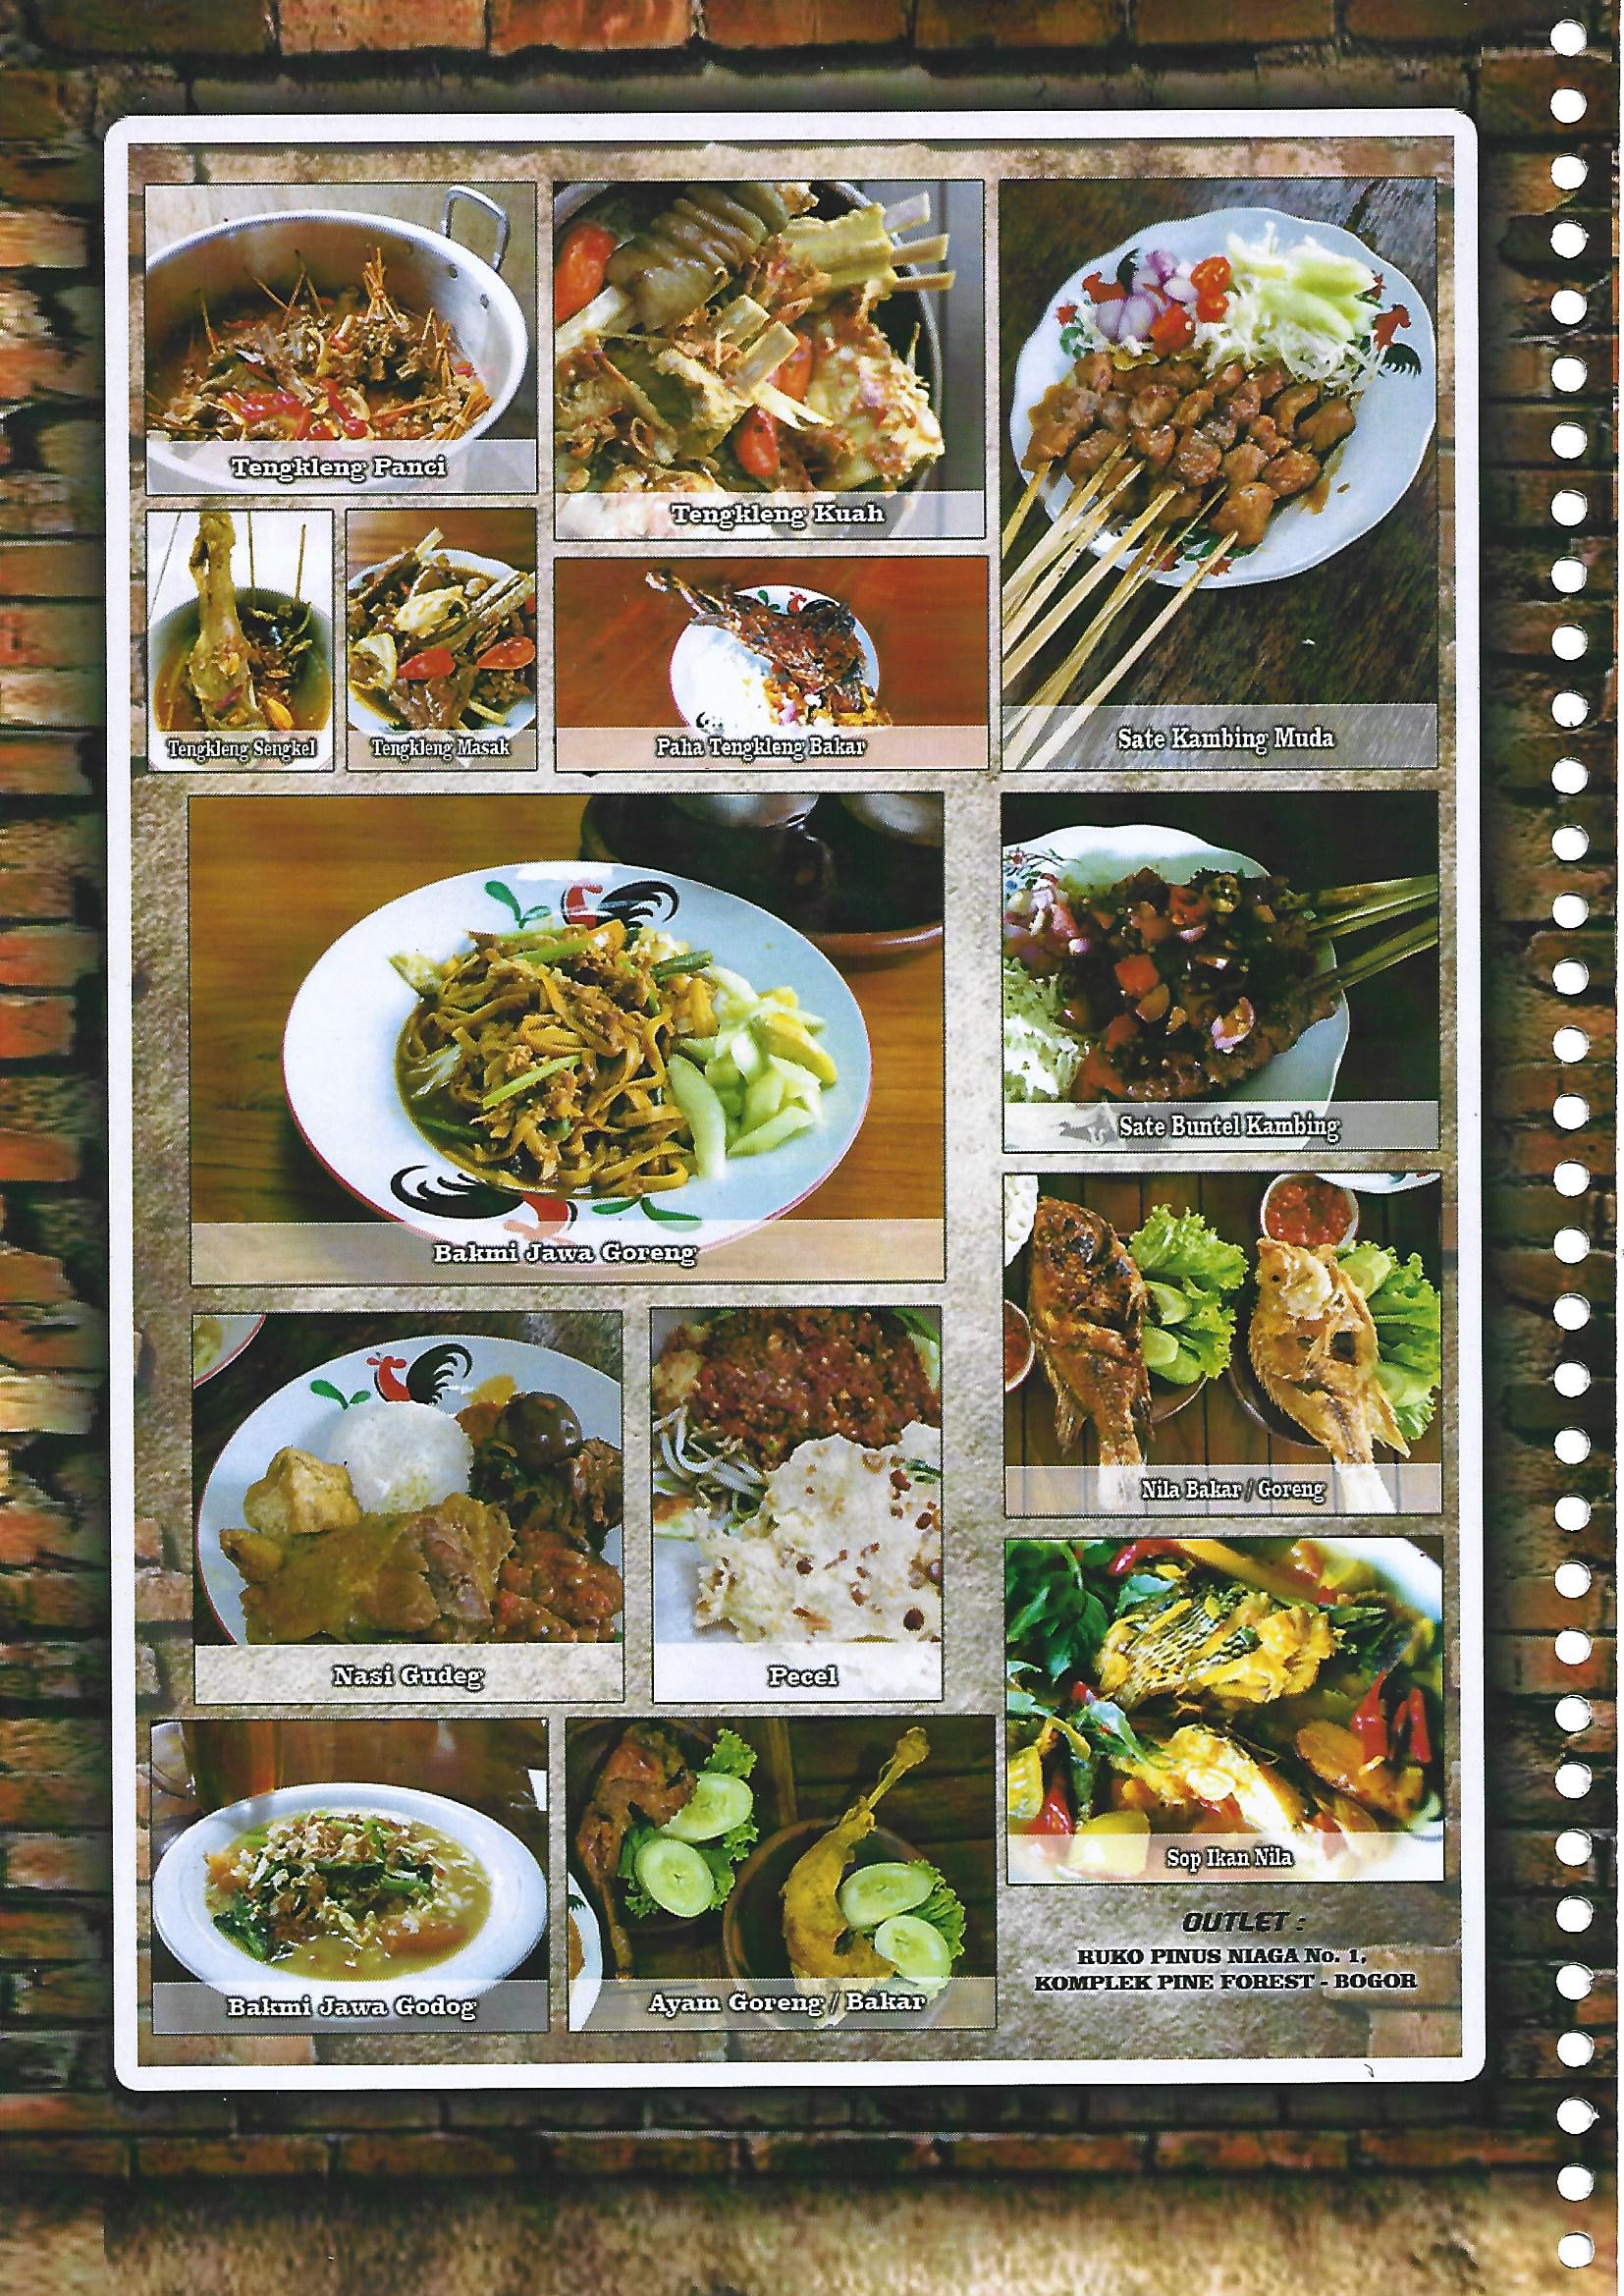 Tengkleng Panci
Tengkleng Kuah
Tengkleng Sengkel
Tengkleng Masak
Paha Tengkleng Bakar
Sate Kambing Muda
Bakmi Jawa Goreng
Sate Buntel Kambing
Nila Bakar / Goreng
Nasi Gudeg
Pecel
Sop Ikan Nila
Bakmi Jawa Godog
Ayam Goreng / Bakar
OUTLET :
RUKO PINUS NIAGA No. 1,
KOMPLEK PINE FOREST - BOGOR